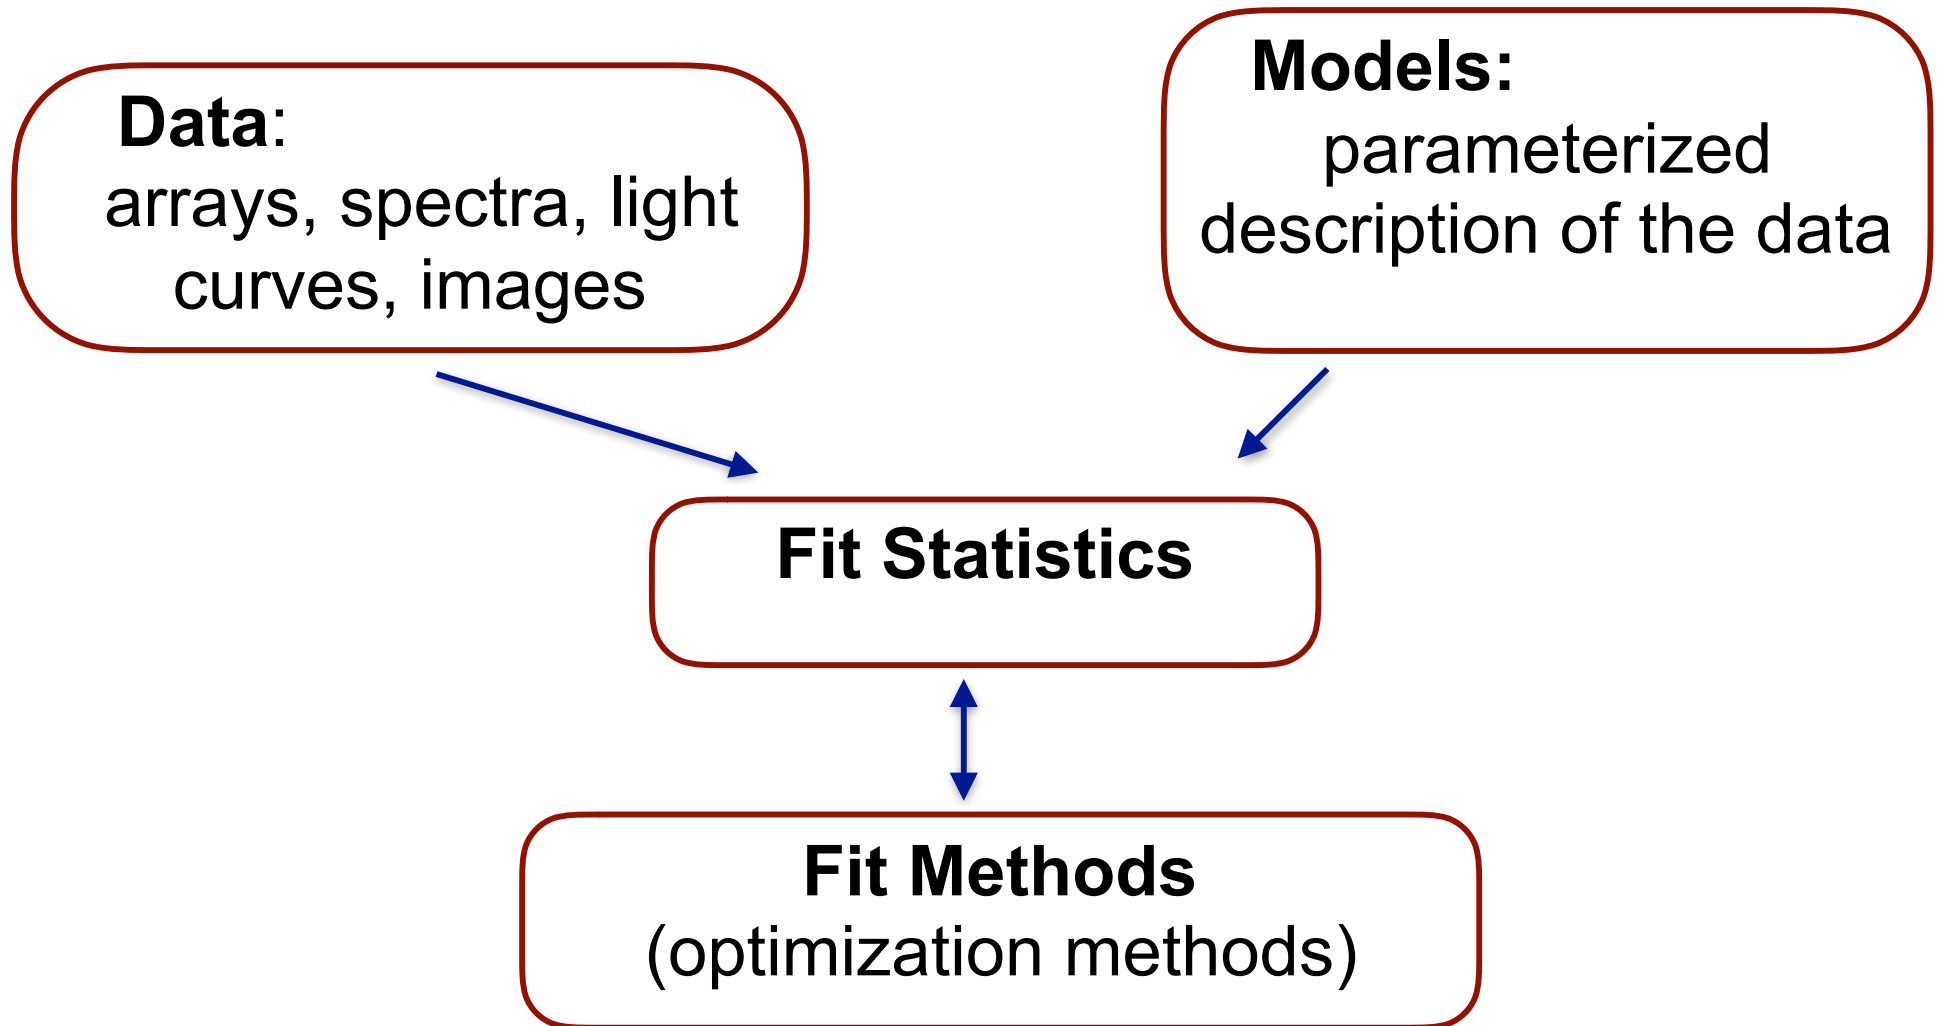 Data:
arrays, spectra, light
curves, images
Models:
parameterized
description of the data
Fit Statistics
Fit Methods
(optimization methods)